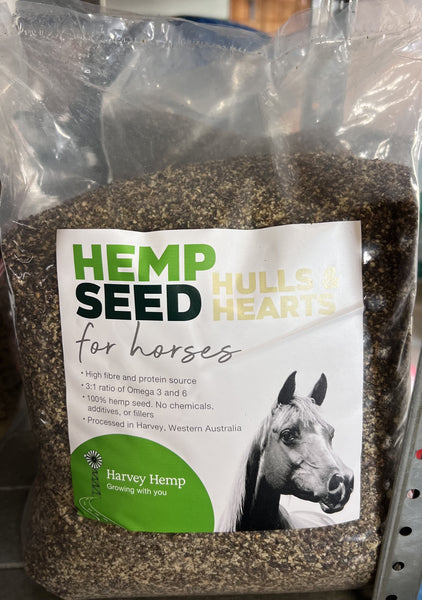 HEMP
SEED
HULLS &
HEARTS
for horses
* High fibre and protein source
* 3:1 ratio of Omega 3 and 6
* 100% hemp seed. No chemicals,
additives, or fillers
* Processed in Harvey, Western Australia
Harvey Hemp
Growing with you